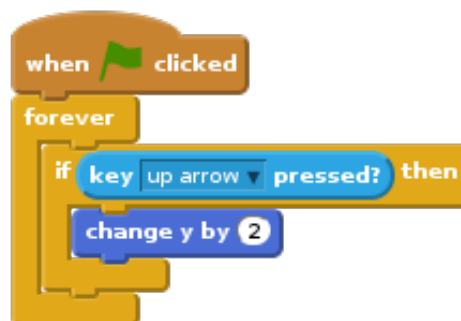 when clicked
forever
if key up arrow pressed? then
change y by 2